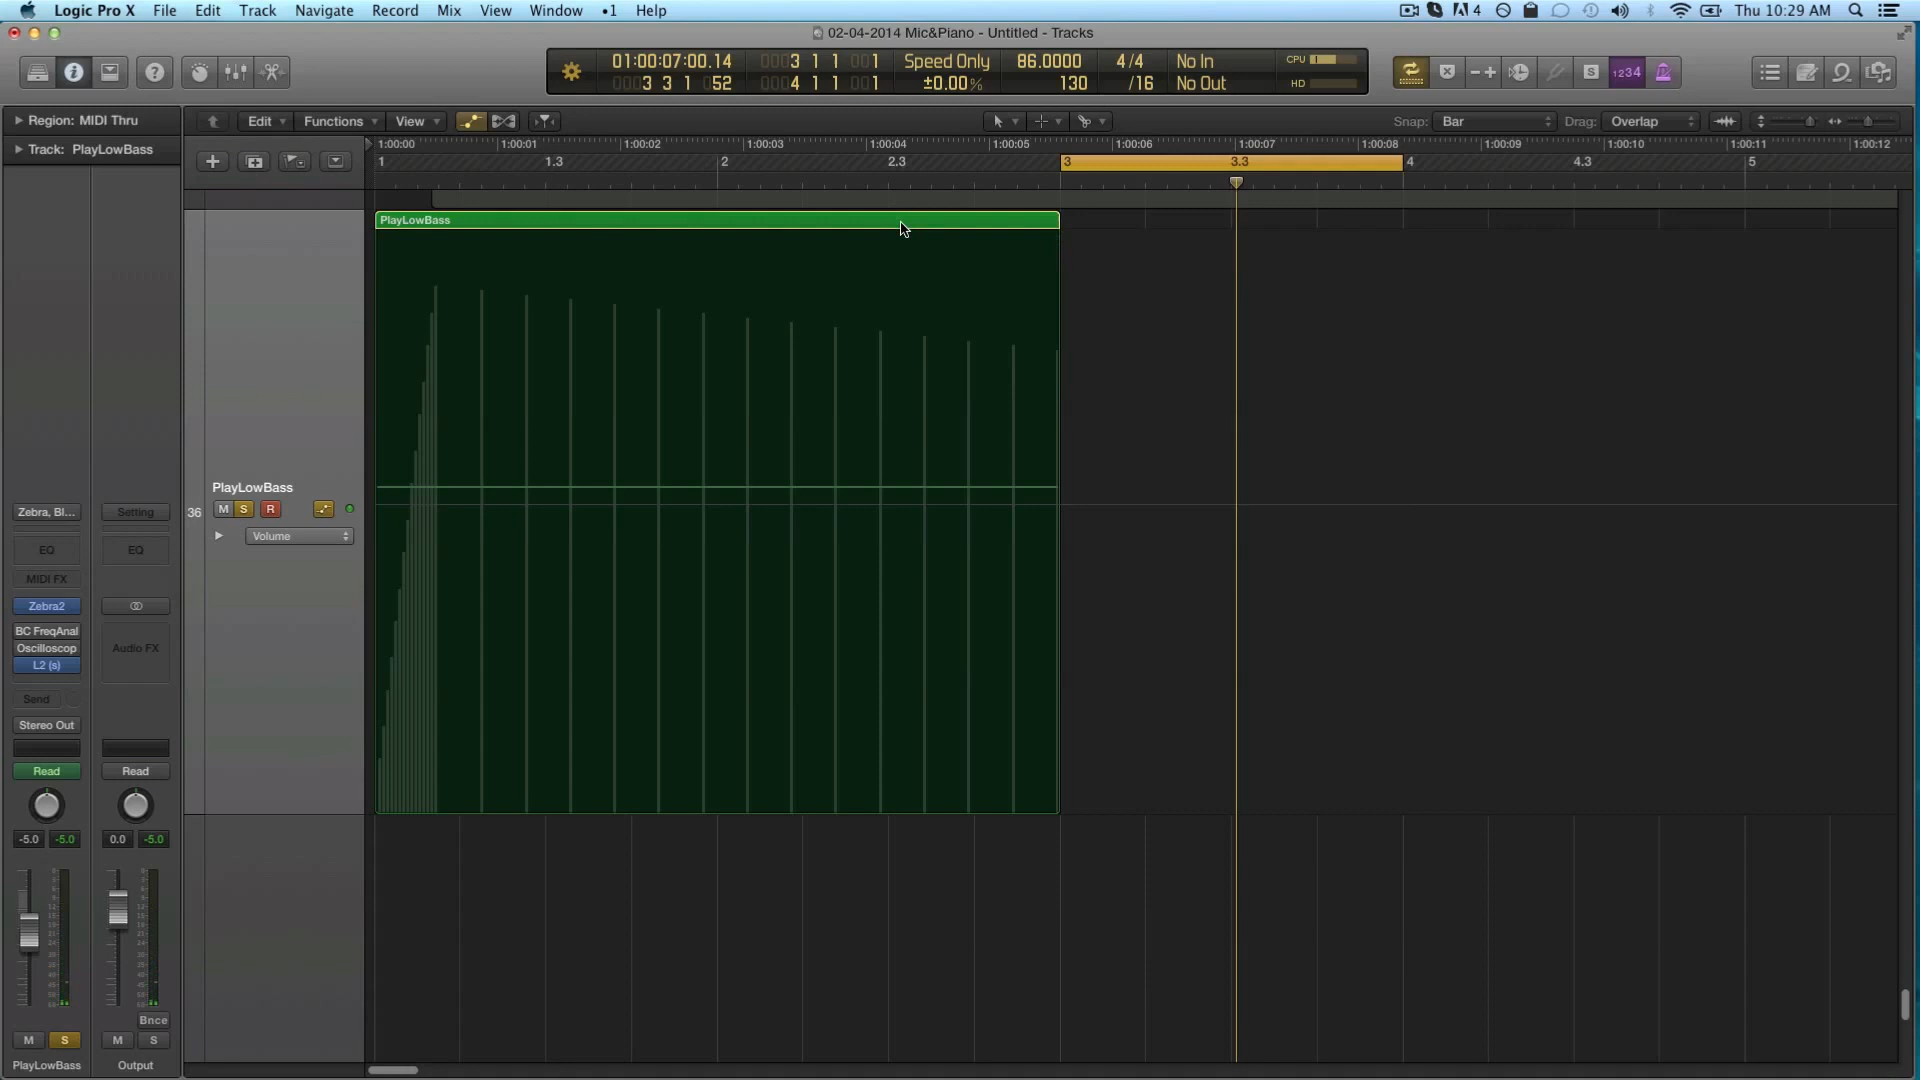 Logic Pro X File Edit Track Navigate Record Mix View Window •1 Help 4 Thu 10:29 AM
02-04-2014 Mic&Piano - Untitled - Tracks
01:00:07:00.14 0003 1 1 001 Speed Only 86.0000 4/4 No In CPU
003 3 1 052 0004 1 1 001 ±0.00% 130 /16 No Out HD
? S 1234
Region: MIDI Thru Edit Functions View Snap: Bar Drag: Overlap
Track: PlayLowBass
1:00:00 1:00:01 1:00:02 1:00:03 1:00:04 1:00:05 1:00:06 1:00:07 1:00:08 1:00:09 1:00:10 1:00:11 1:00:12
1 1.3 2 2.3 3 3.3 4 4.3 5
PlayLowBass
PlayLowBass
36 M S R
Volume
Zebra, Bl... Setting
EQ EQ
MIDI FX
Zebra2
BC FreqAnal
Oscilloscop Audio FX
L2 (s)
Send
Stereo Out
Read Read
-5.0 -5.0 0.0 -5.0
Bnce
M S M S
PlayLowBass Output